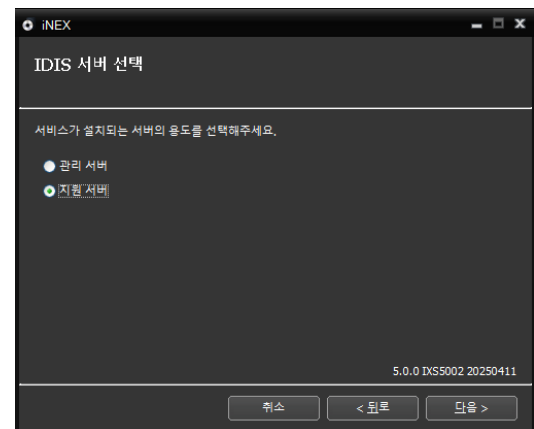 iNEX
IDIS 서버 선택
서비스가 설치되는 서버의 용도를 선택해주세요.
관리 서버
지원 서버
5.0.0 IXS5002 20250411
취소
< 뒤로
다음 >